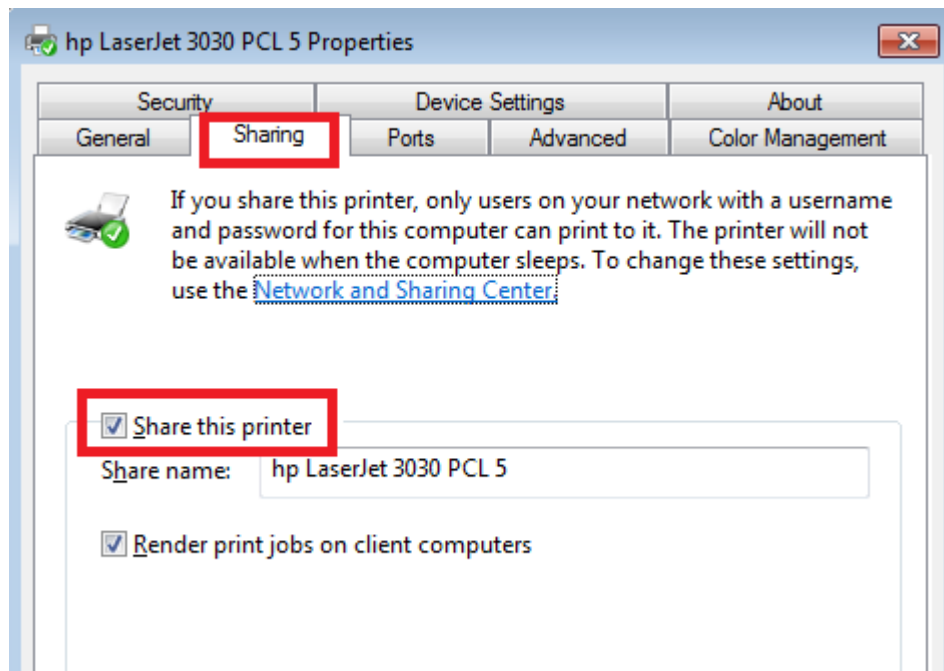 hp LaserJet 3030 PCL 5 Properties
Security Device Settings About
General Sharing Ports Advanced Color Management
If you share this printer, only users on your network with a username
and password for this computer can print to it. The printer will not
be available when the computer sleeps. To change these settings,
use the Network and Sharing Center.
Share this printer
Share name: hp LaserJet 3030 PCL 5
Render print jobs on client computers